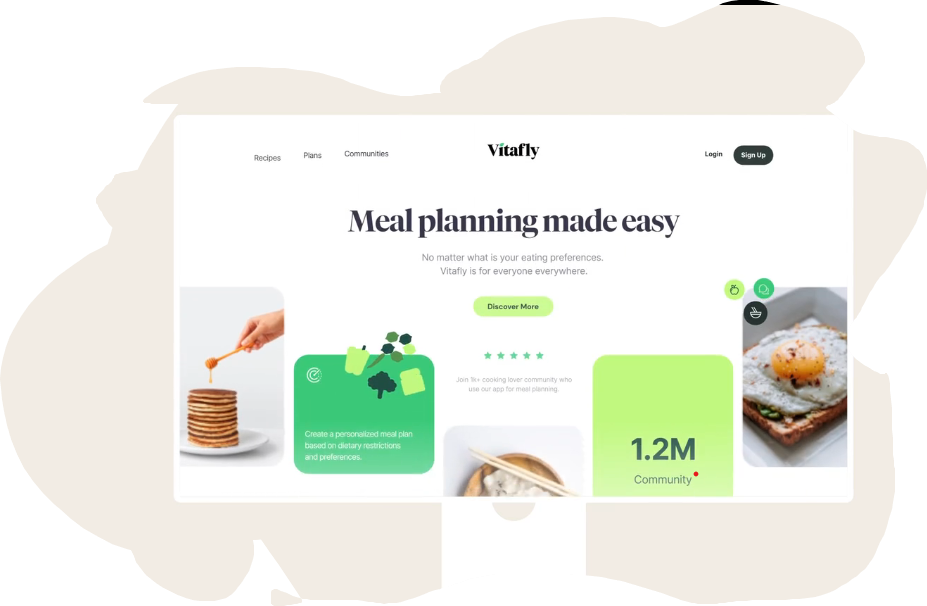 Recipes
Plans
Communities
Vitafly
Login
Sign Up
Meal planning made easy
No matter what is your eating preferences.
Vitafly is for everyone everywhere.
Discover More
Join 1k+ cooking lover community who
use our app for meal planning.
Create a personalized meal plan
based on dietary restrictions
and preferences.
1.2M
Community